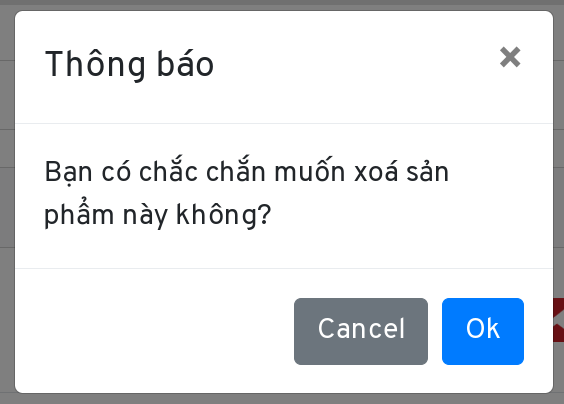 Thông báo
×
Bạn có chắc chắn muốn xoá sản
phẩm này không?
Cancel
Ok